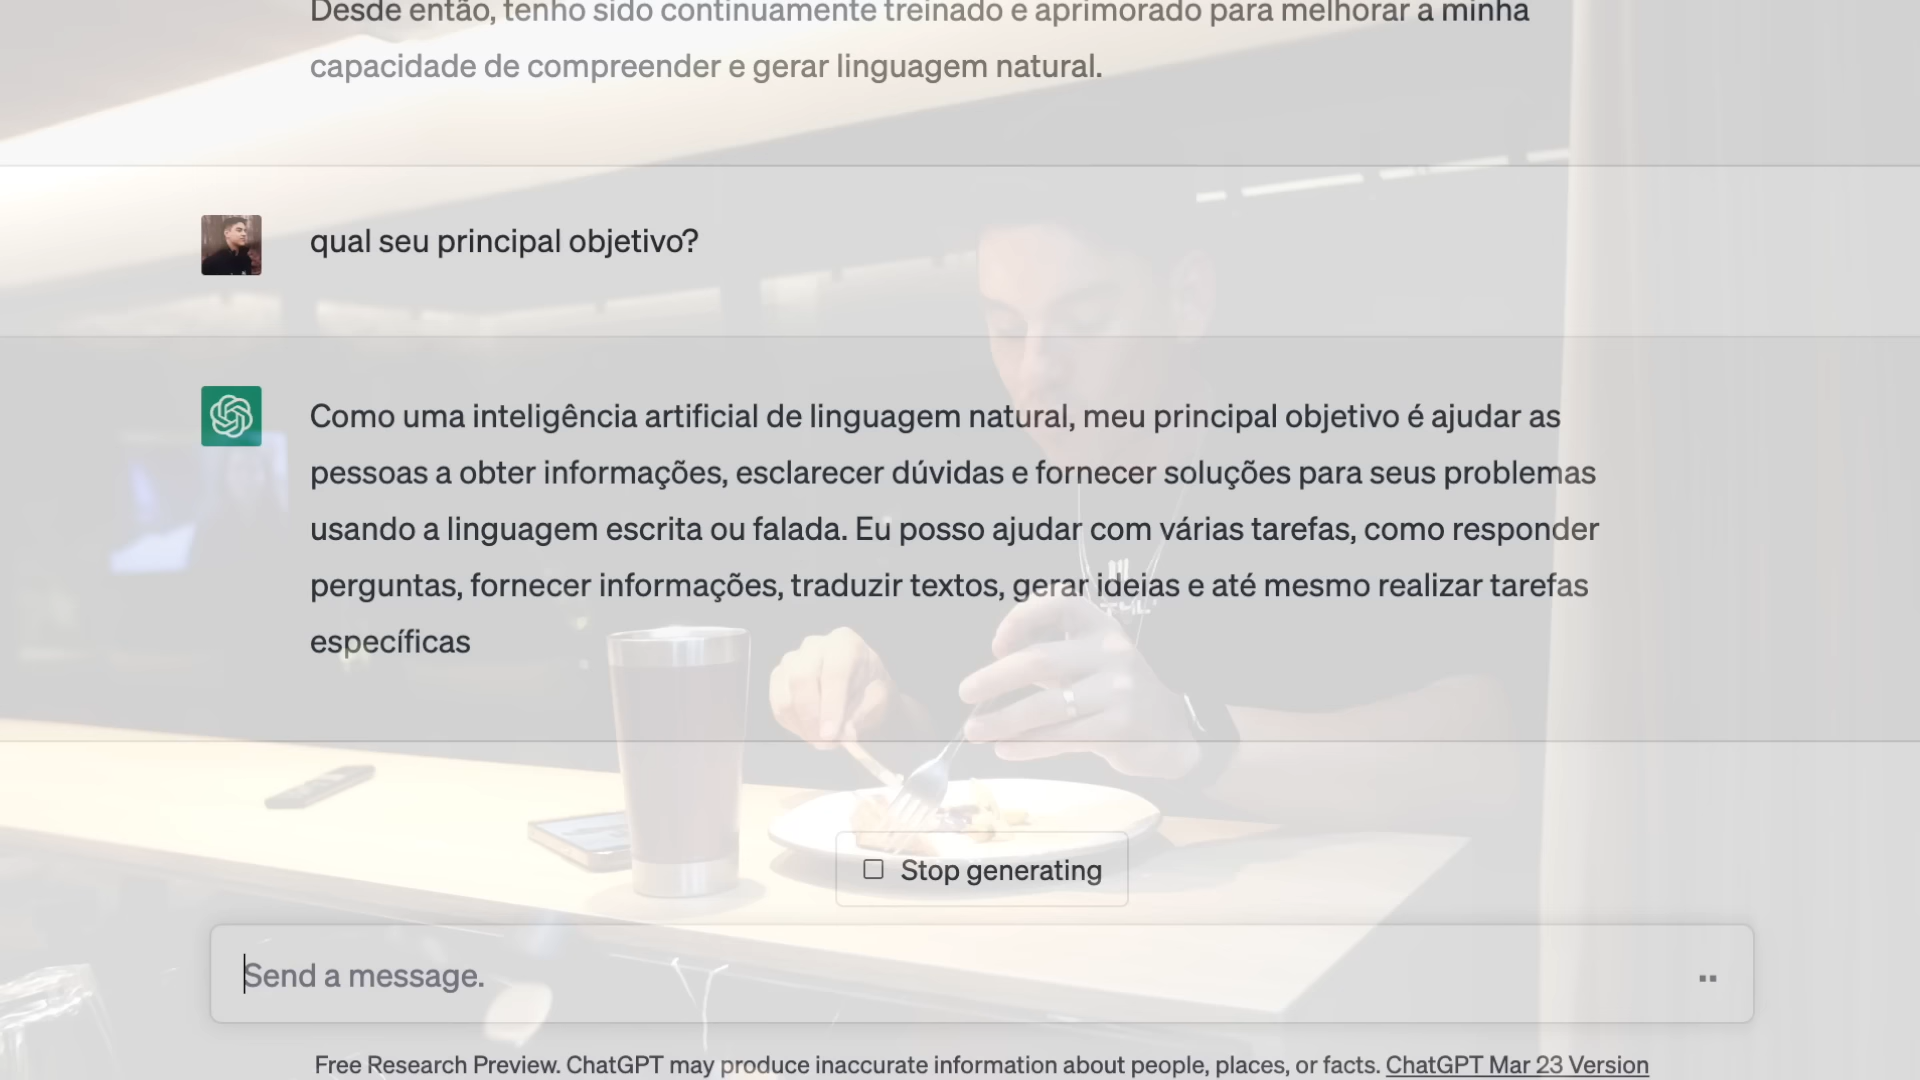 Desde então, tenho sido continuamente treinado e aprimorado para melhorar a minha
capacidade de compreender e gerar linguagem natural.
qual seu principal objetivo?
Como uma inteligência artificial de linguagem natural, meu principal objetivo é ajudar as
pessoas a obter informações, esclarecer dúvidas e fornecer soluções para seus problemas
usando a linguagem escrita ou falada. Eu posso ajudar com várias tarefas, como responder
perguntas, fornecer informações, traduzir textos, gerar ideias e até mesmo realizar tarefas
específicas
Stop generating
Send a message.
Free Research Preview. ChatGPT may produce inaccurate information about people, places, or facts. ChatGPT Mar 23 Version